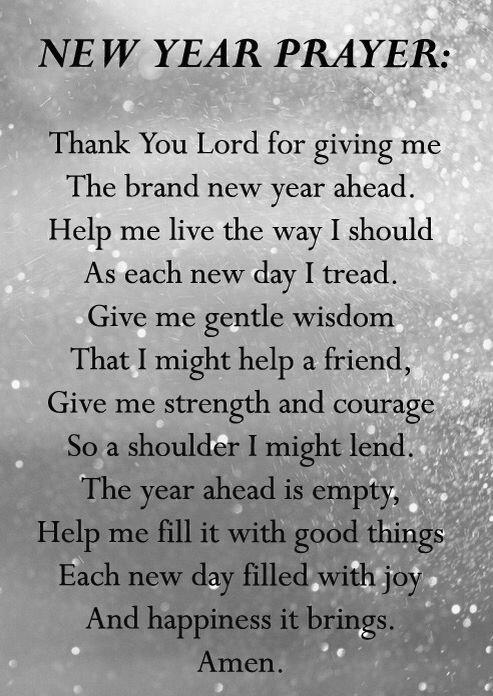 NEW YEAR PRAYER:
Thank You Lord for giving me
The brand new year ahead.
Help me live the way I should
As each new day I tread.
Give me gentle wisdom
That I might help a friend,
Give me strength and courage
So a shoulder I might lend.
The year ahead is empty,
Help me fill it with good things
Each new day filled with joy
And happiness it brings.
Amen.